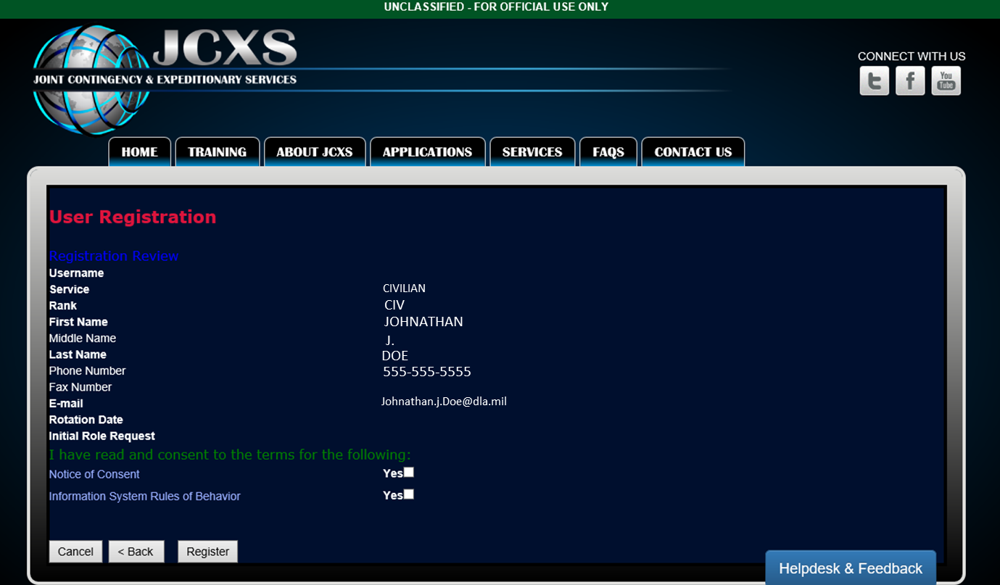 UNCLASSIFIED - FOR OFFICIAL USE ONLY
JCXS
JOINT CONTINGENCY & EXPEDITIONARY SERVICES
CONNECT WITH US
t f You Tube
HOME TRAINING ABOUT JCXS APPLICATIONS SERVICES FAQS CONTACT US
User Registration
Registration Review
Username
Service CIVILIAN
Rank CIV
First Name JOHNATHAN
Middle Name J.
Last Name DOE
Phone Number 555-555-5555
Fax Number
E-mail Johnathan.j.Doe@dla.mil
Rotation Date
Initial Role Request
I have read and consent to the terms for the following:
Notice of Consent Yes
Information System Rules of Behavior Yes
Cancel < Back Register
Helpdesk & Feedback